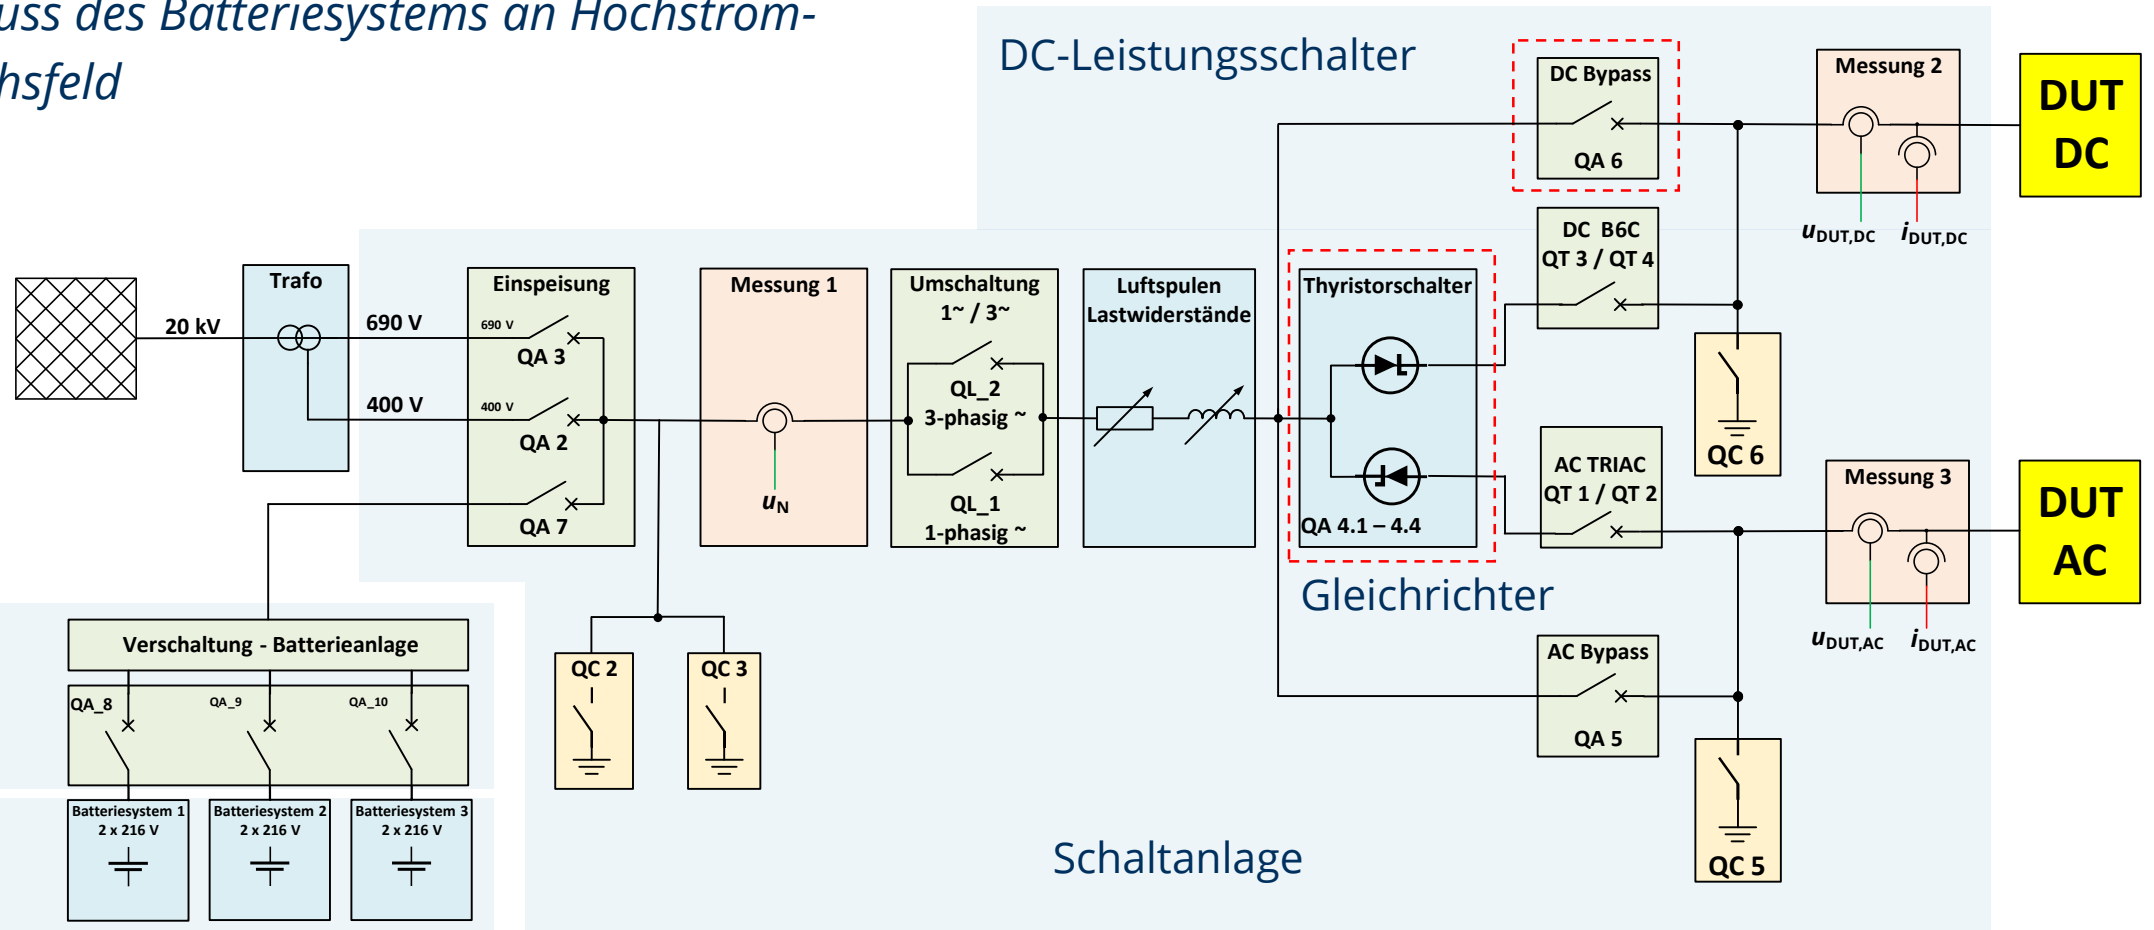 des Batteriesystems an Hochstrom-
DC-Leistungsschalter
DC Bypass
QA 6
Messung 2
DUT
DC
uDUT,DC
iDUT,DC
DC B6C
QT 3 / QT 4
Trafo
20 kV
690 V
400 V
Einspeisung
690 V
QA 3
400 V
QA 2
QA 7
Messung 1
uN
Umschaltung
1~ / 3~
QL_2
3-phasig ~
QL_1
1-phasig ~
Luftspulen
Lastwiderstände
Thyristorschalter
QA 4.1 – 4.4
Gleichrichter
QC 6
AC TRIAC
QT 1 / QT 2
Messung 3
DUT
AC
uDUT,AC
iDUT,AC
AC Bypass
QA 5
QC 5
QC 2
QC 3
Verschaltung - Batterieanlage
QA_8
QA_9
QA_10
Batteriesystem 1
2 x 216 V
Batteriesystem 2
2 x 216 V
Batteriesystem 3
2 x 216 V
Schaltanlage